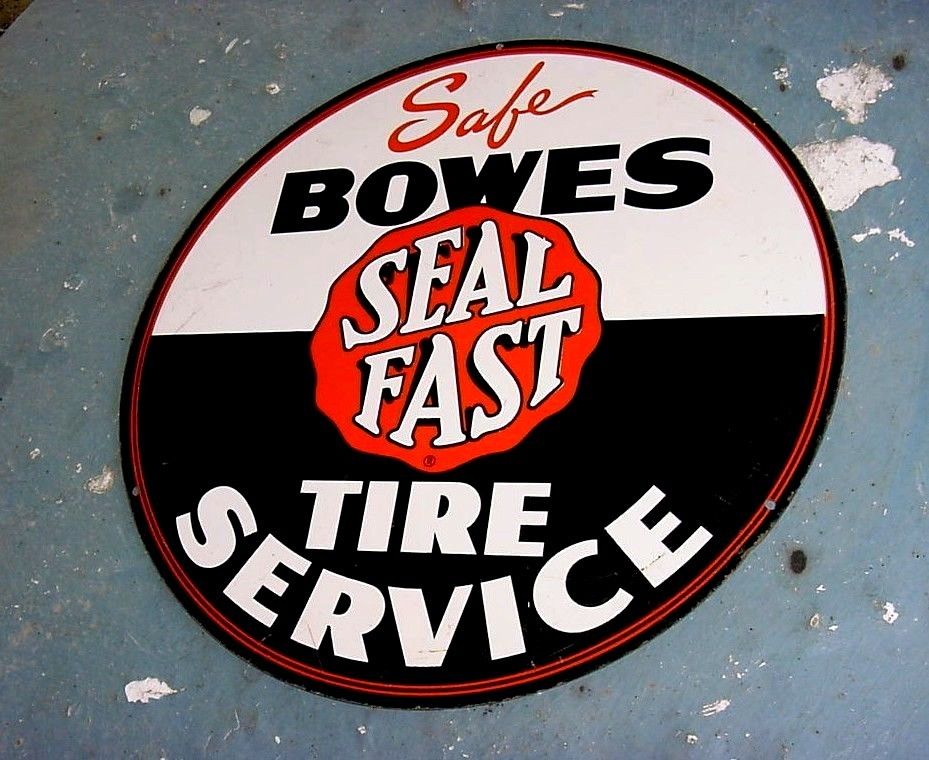 Safe
BOWES
SEAL
FAST
®
TIRE
SERVICE